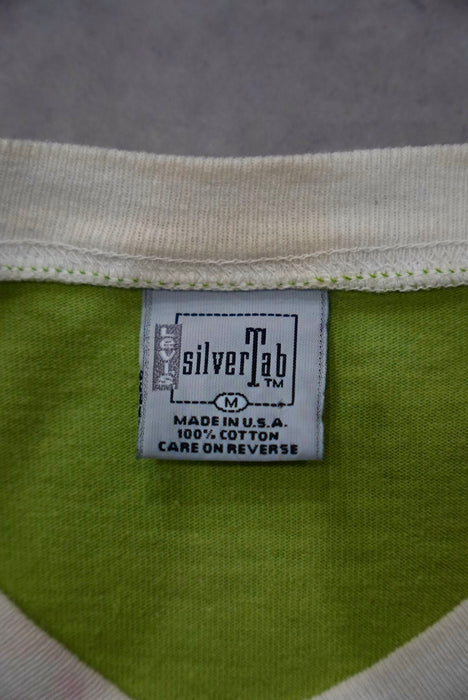 LEVI'S
silverTab
TM
M
MADE IN U.S.A.
100% COTTON
CARE ON REVERSE